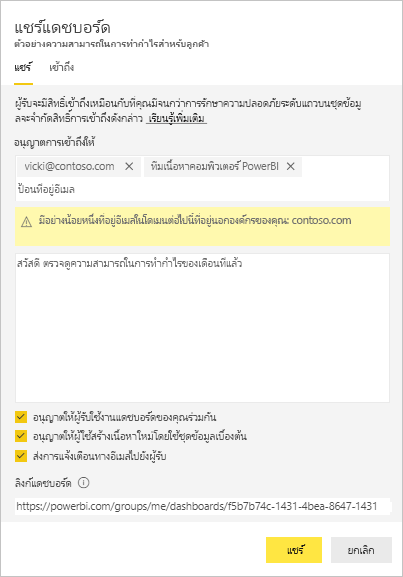 แชร์แดชบอร์ด
ตัวอย่างความสามารถในการทำกำไรสำหรับลูกค้า
แชร์ เข้าถึง
ผู้รับจะมีสิทธิ์เข้าถึงเหมือนกับที่คุณมีจนกว่าการรักษาความปลอดภัยระดับแถวบนชุดข้อมู
ลจะจำกัดสิทธิ์การเข้าถึงดังกล่าว เรียนรู้เพิ่มเติม
อนุญาตการเข้าถึงให้
vicki@contoso.com ทีมเนื้อหาคอมพิวเตอร์ PowerBI
ป้อนที่อยู่อีเมล
มีอย่างน้อยหนึ่งที่อยู่อีเมลในโดเมนต่อไปนี้ที่อยู่นอกองค์กรของคุณ: contoso.com
สวัสดี ตรวจดูความสามารถในการทำกำไรของเดือนที่แล้ว
อนุญาตให้ผู้รับใช้งานแดชบอร์ดของคุณร่วมกัน
อนุญาตให้ผู้ใช้สร้างเนื้อหาใหม่โดยใช้ชุดข้อมูลเบื้องต้น
ส่งการแจ้งเตือนทางอีเมลไปยังผู้รับ
ลิงก์แดชบอร์ด
https://powerbi.com/groups/me/dashboards/f5b7b74c-1431-4bea-8647-1431
แชร์ ยกเลิก